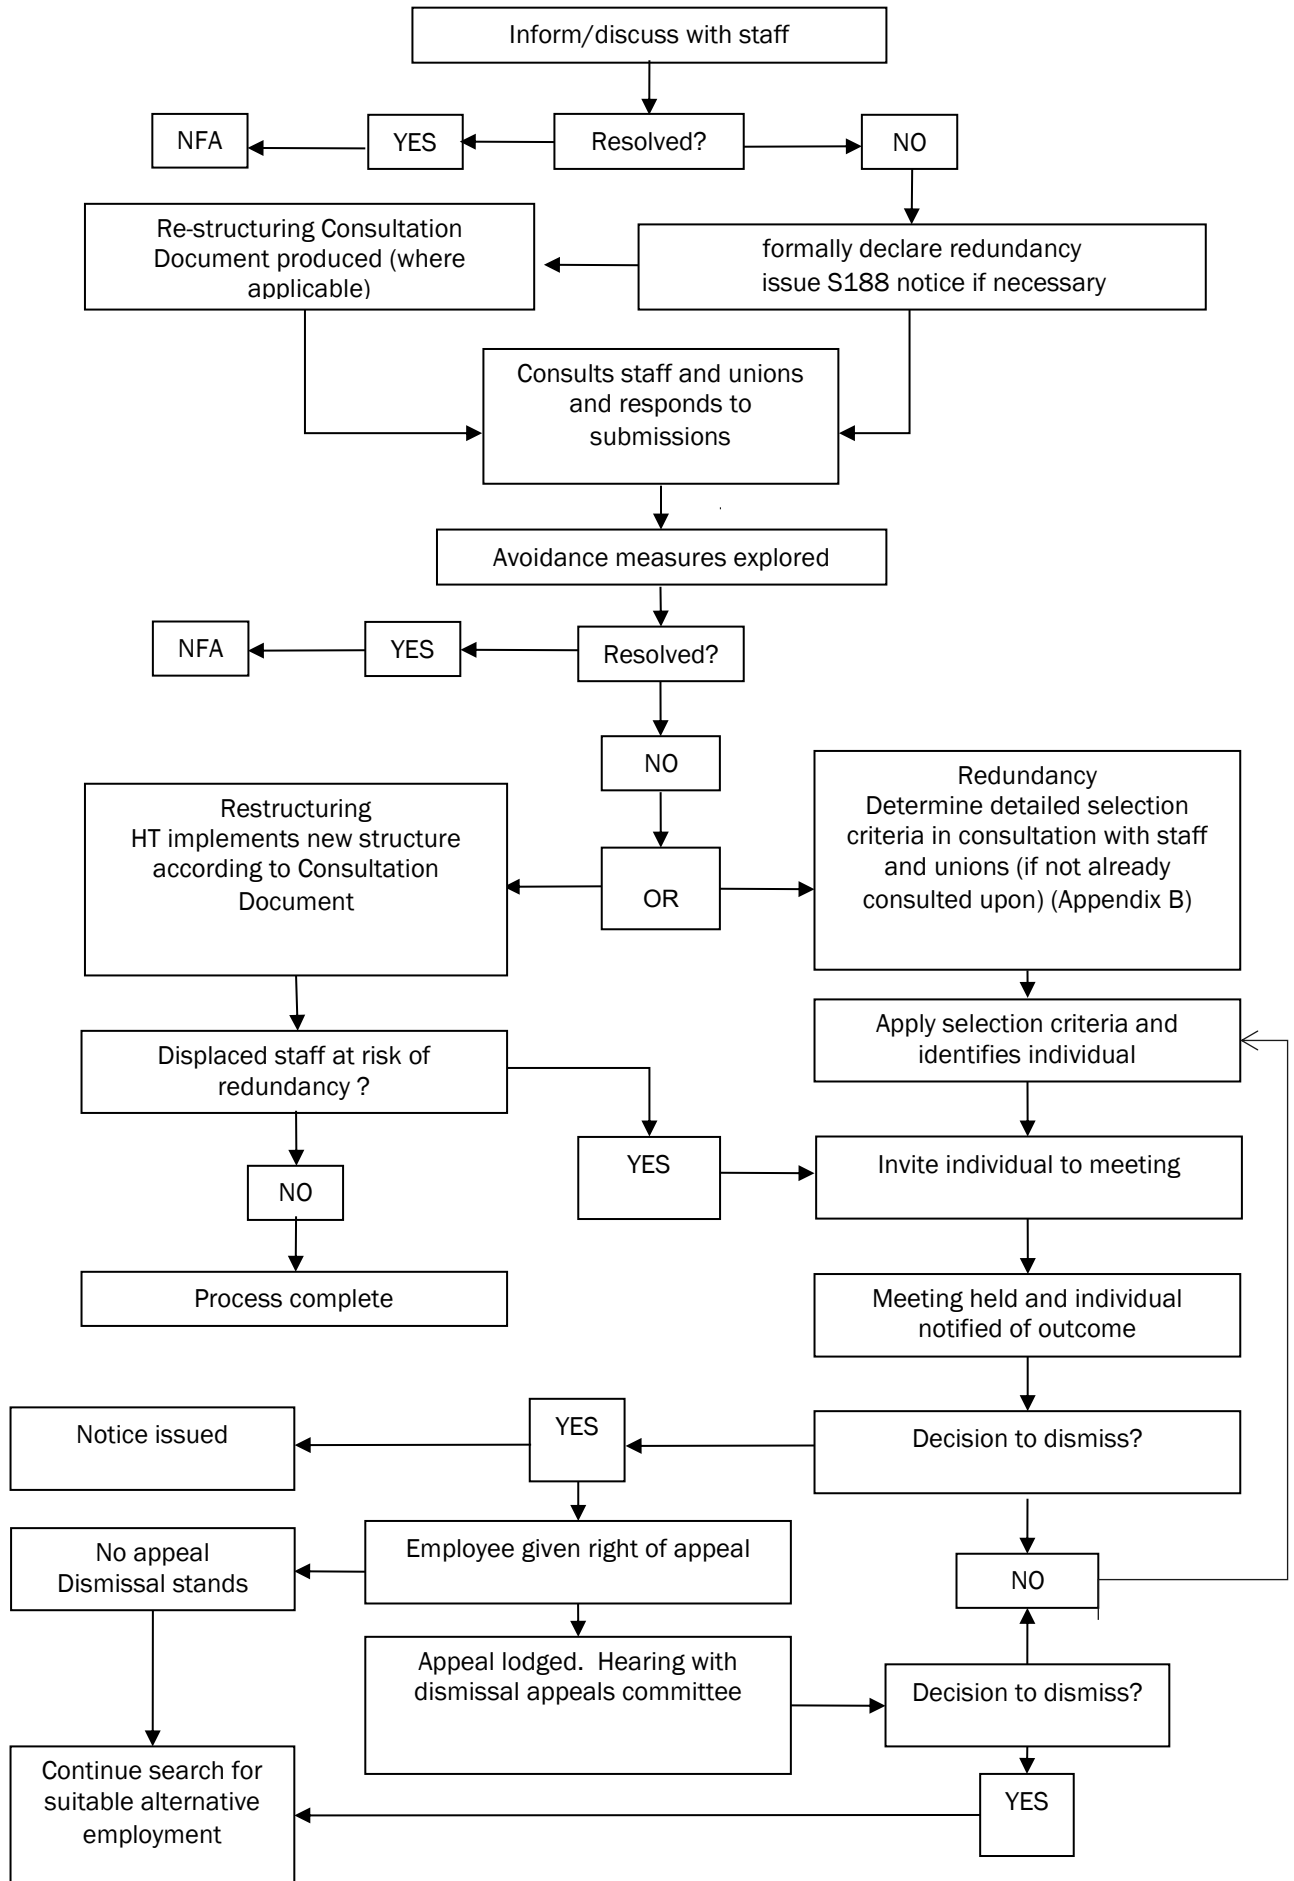 Inform/discuss with staff
NFA
YES
Resolved?
NO
Re-structuring Consultation
Document produced (where
applicable)
formally declare redundancy
issue S188 notice if necessary
Consults staff and unions
and responds to
submissions
Avoidance measures explored
NFA
YES
Resolved?
NO
Restructuring
HT implements new structure
according to Consultation
Document
OR
Redundancy
Determine detailed selection
criteria in consultation with staff
and unions (if not already
consulted upon) (Appendix B)
Displaced staff at risk of
redundancy ?
Apply selection criteria and
identifies individual
NO
YES
Invite individual to meeting
Process complete
Meeting held and individual
notified of outcome
Notice issued
YES
Decision to dismiss?
No appeal
Dismissal stands
Employee given right of appeal
NO
Appeal lodged.  Hearing with
dismissal appeals committee
Decision to dismiss?
Continue search for
suitable alternative
employment
YES